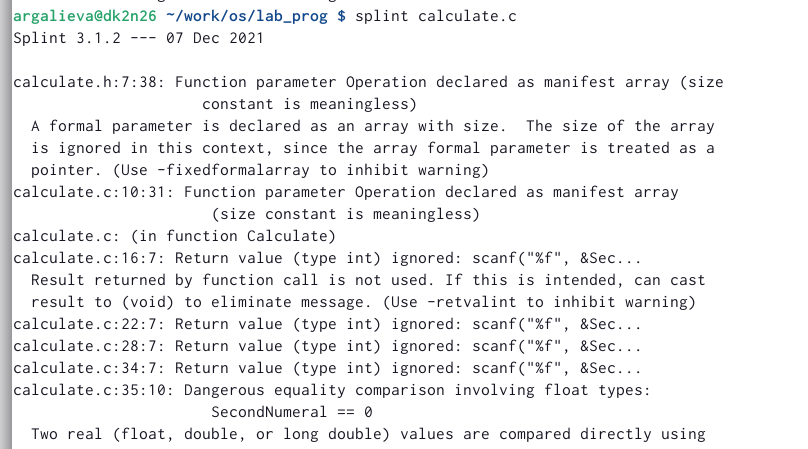 argalieva@dk2n26 ~/work/os/lab_prog $ splint calculate.c
Splint 3.1.2 --- 07 Dec 2021

calculate.h:7:38: Function parameter Operation declared as manifest array (size
                     constant is meaningless)
  A formal parameter is declared as an array with size.  The size of the array
  is ignored in this context, since the array formal parameter is treated as a
  pointer. (Use -fixedformalarray to inhibit warning)
calculate.c:10:31: Function parameter Operation declared as manifest array
                      (size constant is meaningless)
calculate.c: (in function Calculate)
calculate.c:16:7: Return value (type int) ignored: scanf("%f", &Sec...
  Result returned by function call is not used. If this is intended, can cast
  result to (void) to eliminate message. (Use -retvalint to inhibit warning)
calculate.c:22:7: Return value (type int) ignored: scanf("%f", &Sec...
calculate.c:28:7: Return value (type int) ignored: scanf("%f", &Sec...
calculate.c:34:7: Return value (type int) ignored: scanf("%f", &Sec...
calculate.c:35:10: Dangerous equality comparison involving float types:
                      SecondNumeral == 0
  Two real (float, double, or long double) values are compared directly using